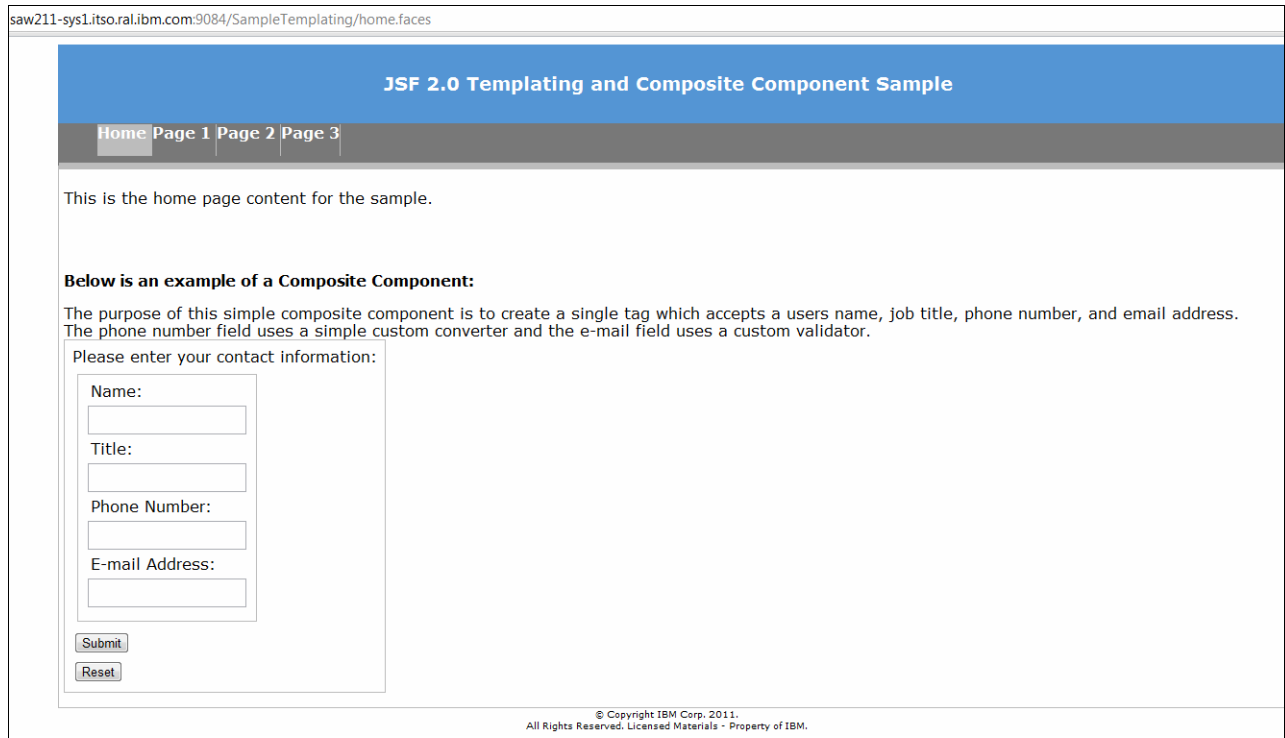 saw211-sys1.itso.ral.ibm.com:9084/SampleTemplating/home.faces
JSF 2.0 Templating and Composite Component Sample
Home Page 1 Page 2 Page 3
This is the home page content for the sample.
Below is an example of a Composite Component:
The purpose of this simple composite component is to create a single tag which accepts a users name, job title, phone number, and email address.
The phone number field uses a simple custom converter and the e-mail field uses a custom validator.
Please enter your contact information:
Name:
Title:
Phone Number:
E-mail Address:
Submit
Reset
© Copyright IBM Corp. 2011.
All Rights Reserved. Licensed Materials - Property of IBM.